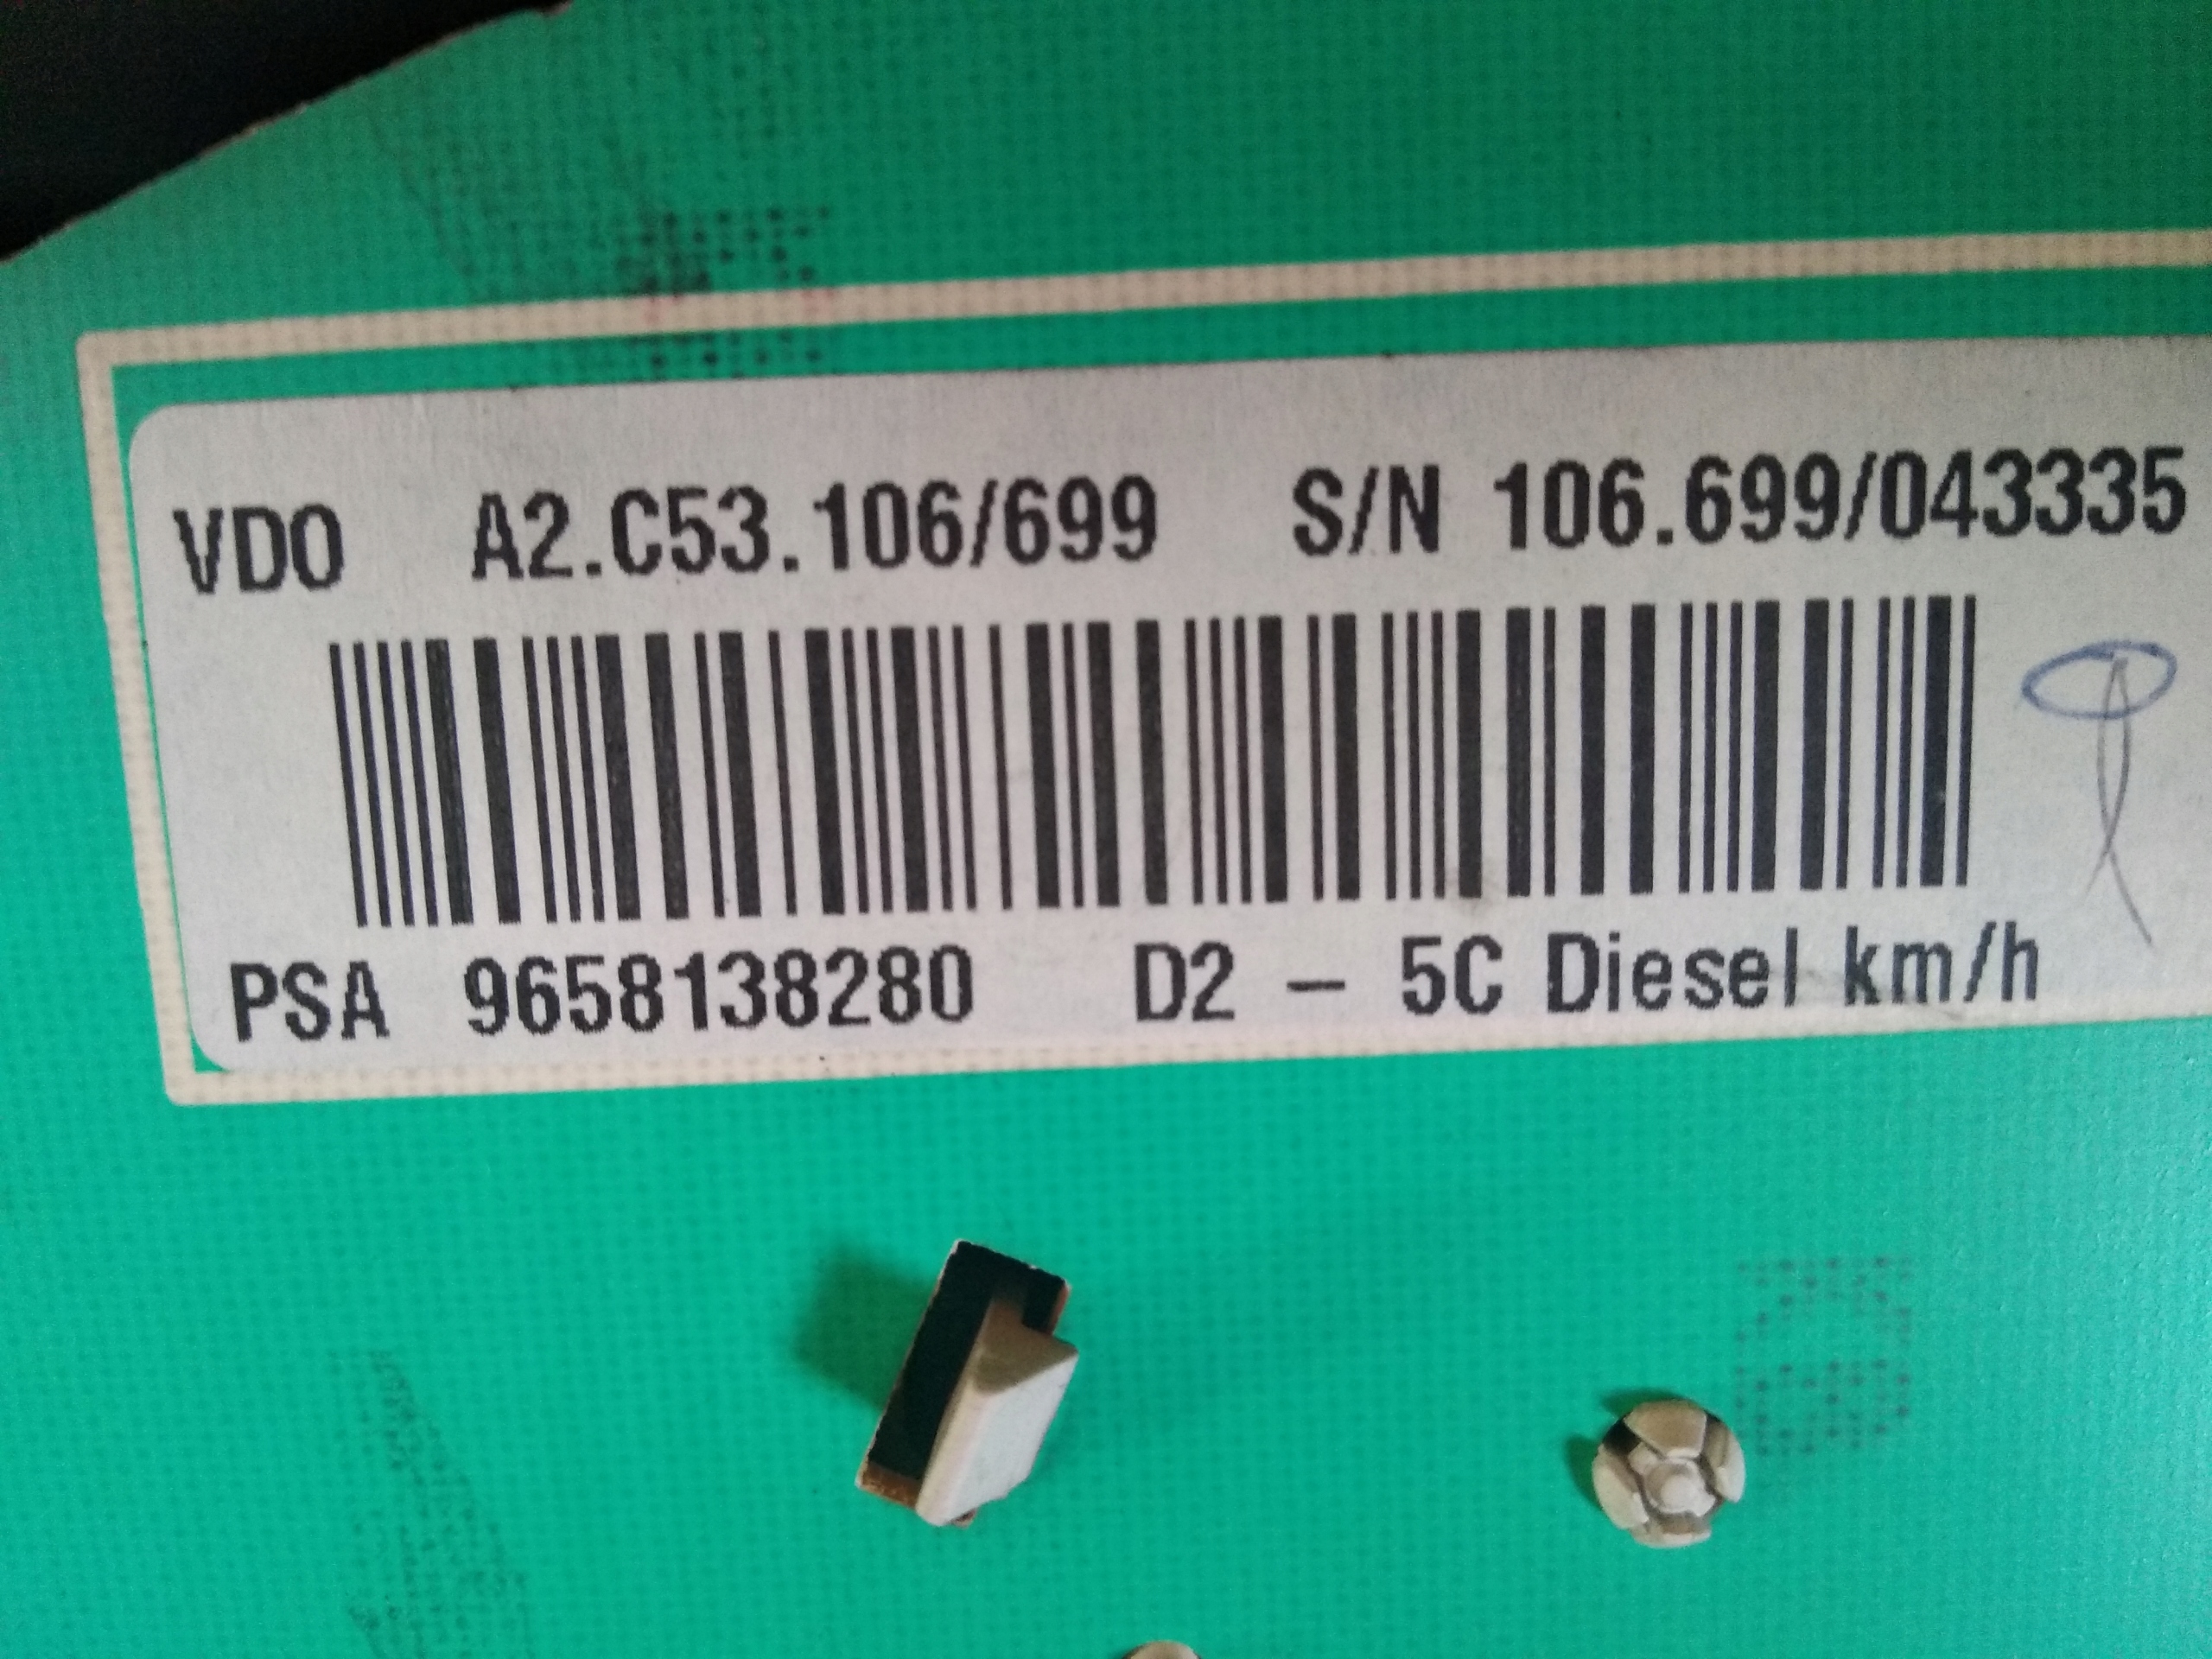 VDO A2.C53.106/699 S/N 106.699/043335
PSA 9658138280 D2 – 5C Diesel km/h